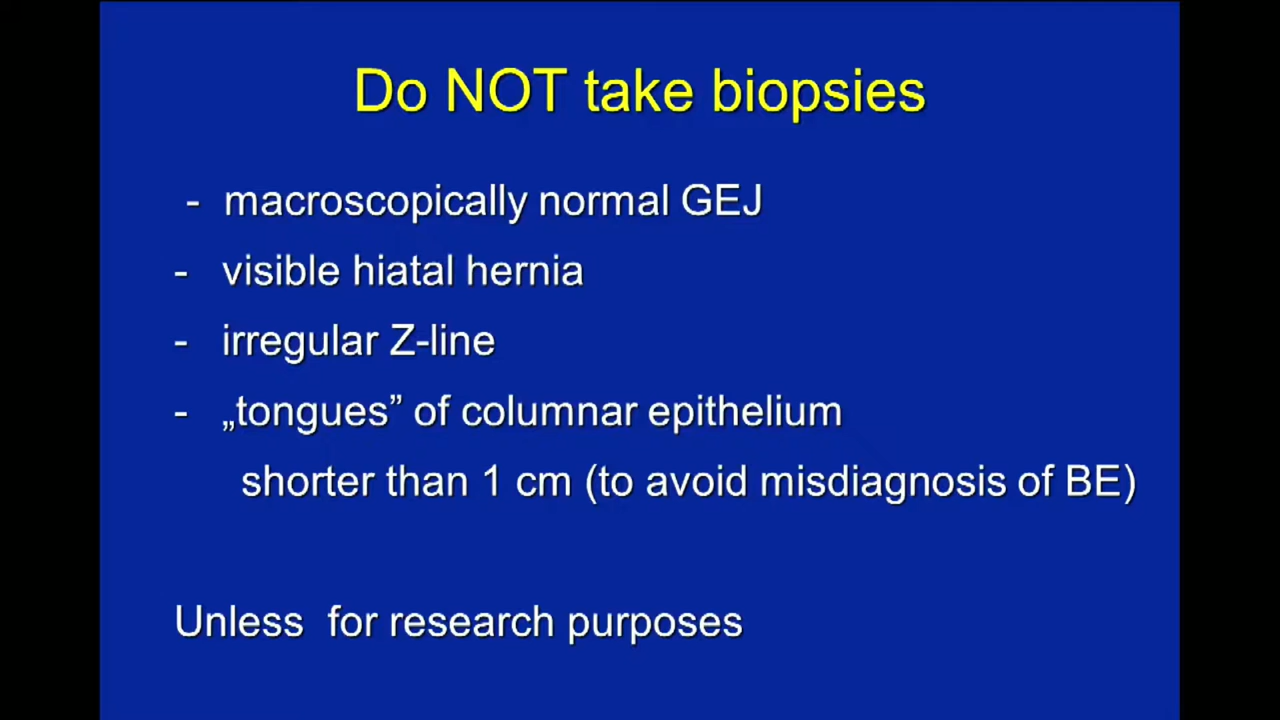 Do NOT take biopsies
- macroscopically normal GEJ
- visible hiatal hernia
- irregular Z-line
- „tongues” of columnar epithelium
shorter than 1 cm (to avoid misdiagnosis of BE)
Unless for research purposes